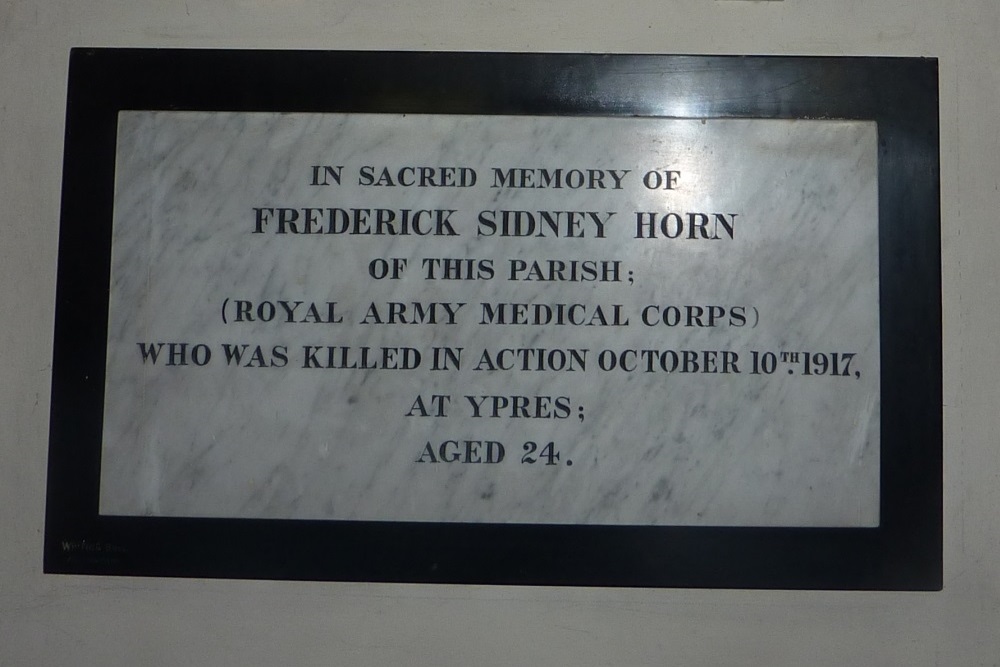 IN SACRED MEMORY OF
FREDERICK SIDNEY HORN
OF THIS PARISH;
(ROYAL ARMY MEDICAL CORPS)
WHO WAS KILLED IN ACTION OCTOBER 10TH. 1917,
AT YPRES;
AGED 24.